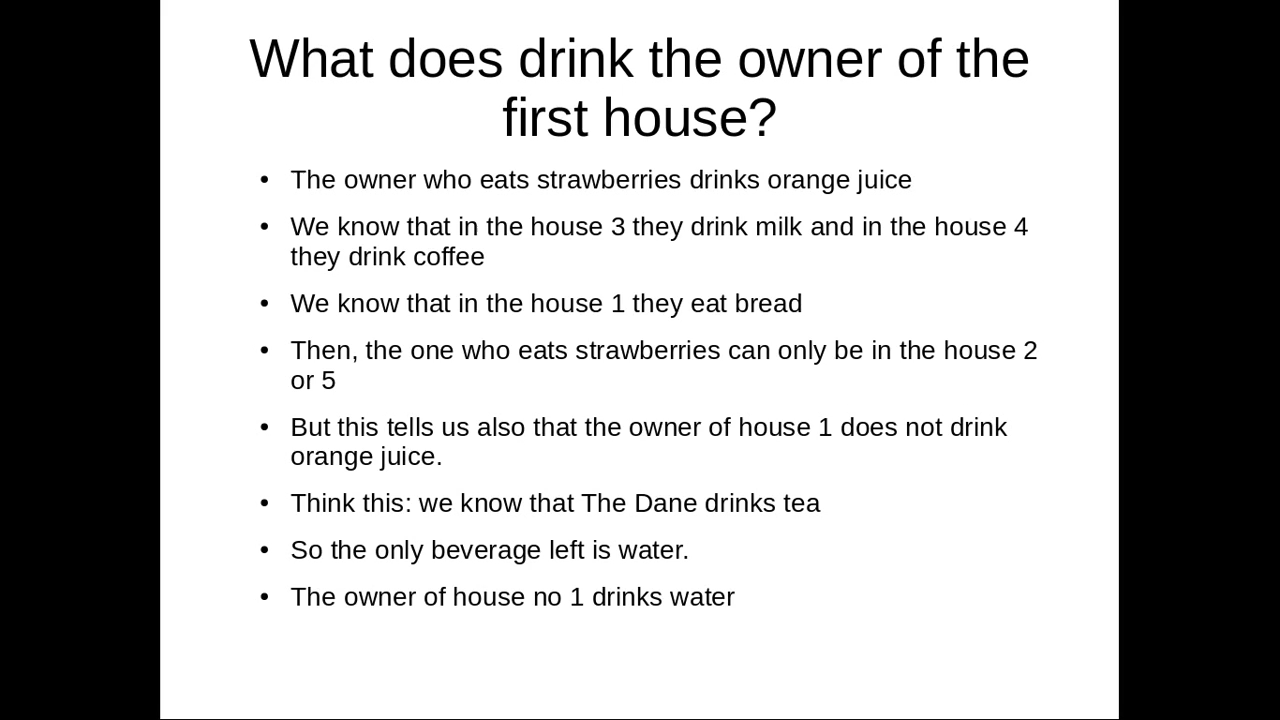 What does drink the owner of the
first house?
• The owner who eats strawberries drinks orange juice
• We know that in the house 3 they drink milk and in the house 4
they drink coffee
• We know that in the house 1 they eat bread
• Then, the one who eats strawberries can only be in the house 2
or 5
• But this tells us also that the owner of house 1 does not drink
orange juice.
• Think this: we know that The Dane drinks tea
• So the only beverage left is water.
• The owner of house no 1 drinks water